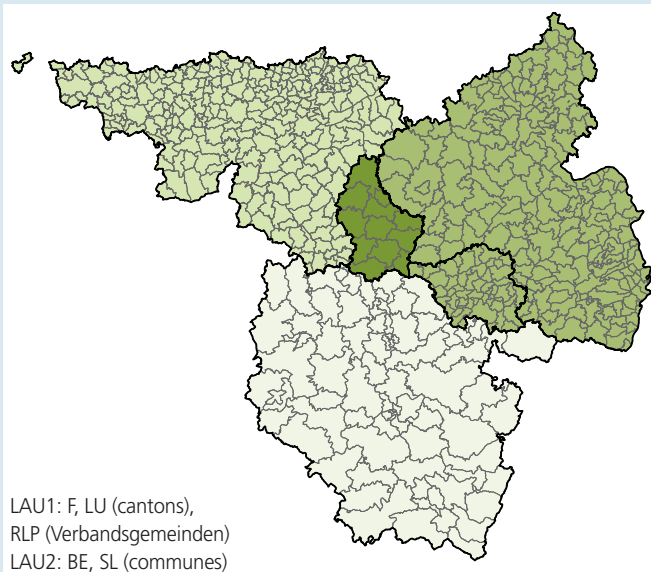 LAU1: F, LU (cantons),
RLP (Verbandsgemeinden)
LAU2: BE, SL (communes)